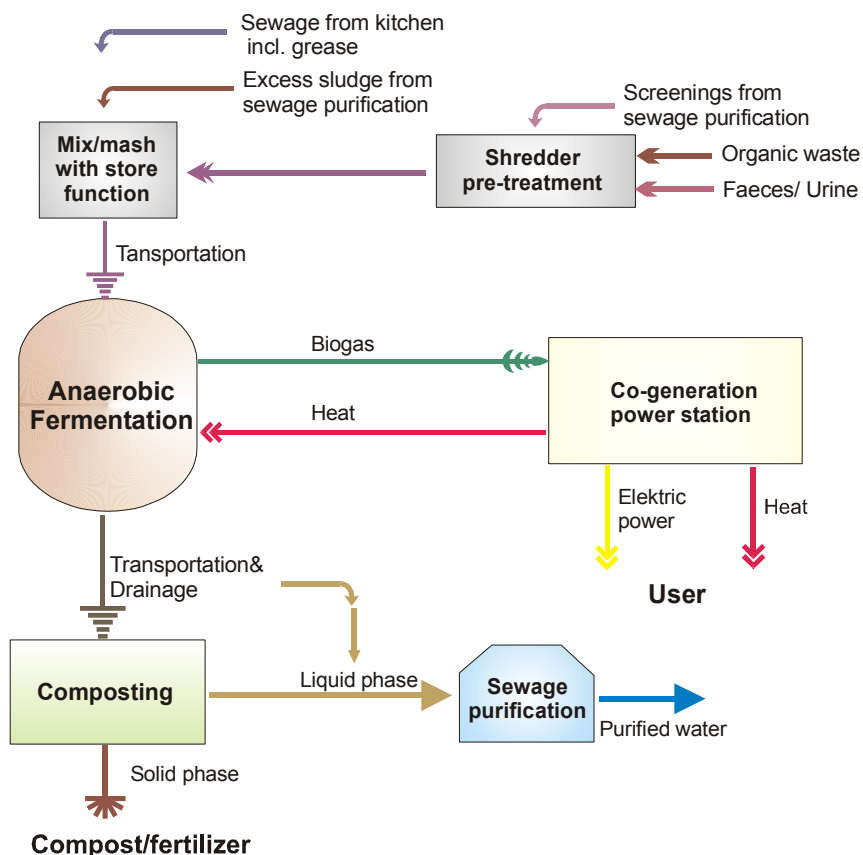 Sewage from kitchen
incl. grease
Excess sludge from
sewage purification
Screenings from
sewage purification
Mix/mash
with store
function
Shredder
pre-treatment
Organic waste
Faeces/ Urine
Tansportation
Biogas
Anaerobic
Fermentation
Heat
Co-generation
power station
Elektric
power
Heat
User
Transportation&
Drainage
Composting
Liquid phase
Sewage
purification
Purified water
Solid phase
Compost/fertilizer